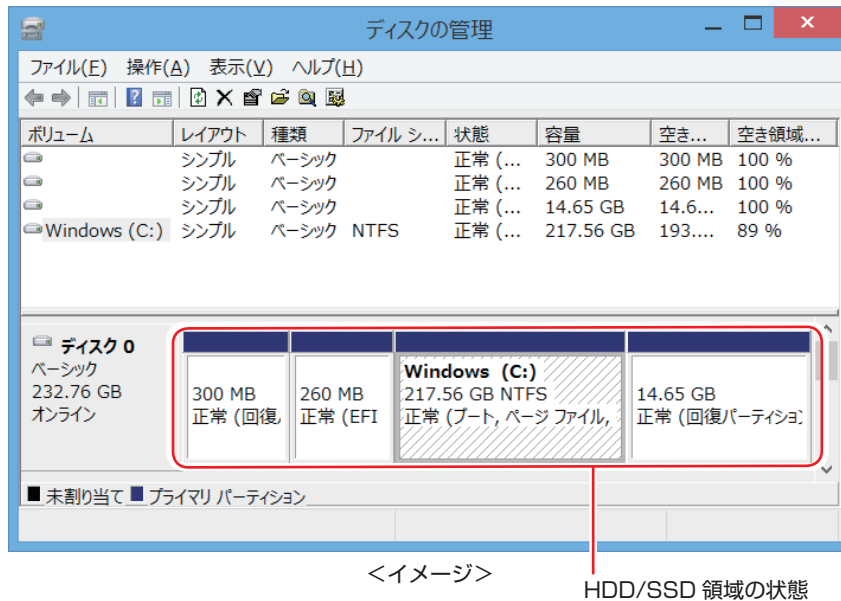 ディスクの管理
ファイル(F) 操作(A) 表示(V) ヘルプ(H)
ボリューム レイアウト 種類 ファイル シ... 状態 容量 空き... 空き領域...
シンプル ベーシック 正常 (... 300 MB 300 MB 100 %
シンプル ベーシック 正常 (... 260 MB 260 MB 100 %
シンプル ベーシック 正常 (... 14.65 GB 14.6... 100 %
Windows (C:) シンプル ベーシック NTFS 正常 (... 217.56 GB 193.... 89 %
ディスク 0
ベーシック
232.76 GB
オンライン
300 MB
正常 (回復
260 MB
正常 (EFI
Windows (C:)
217.56 GB NTFS
正常 (ブート, ページ ファイル,
14.65 GB
正常 (回復パーティション
未割り当て プライマリ パーティション
＜イメージ＞
HDD/SSD 領域の状態